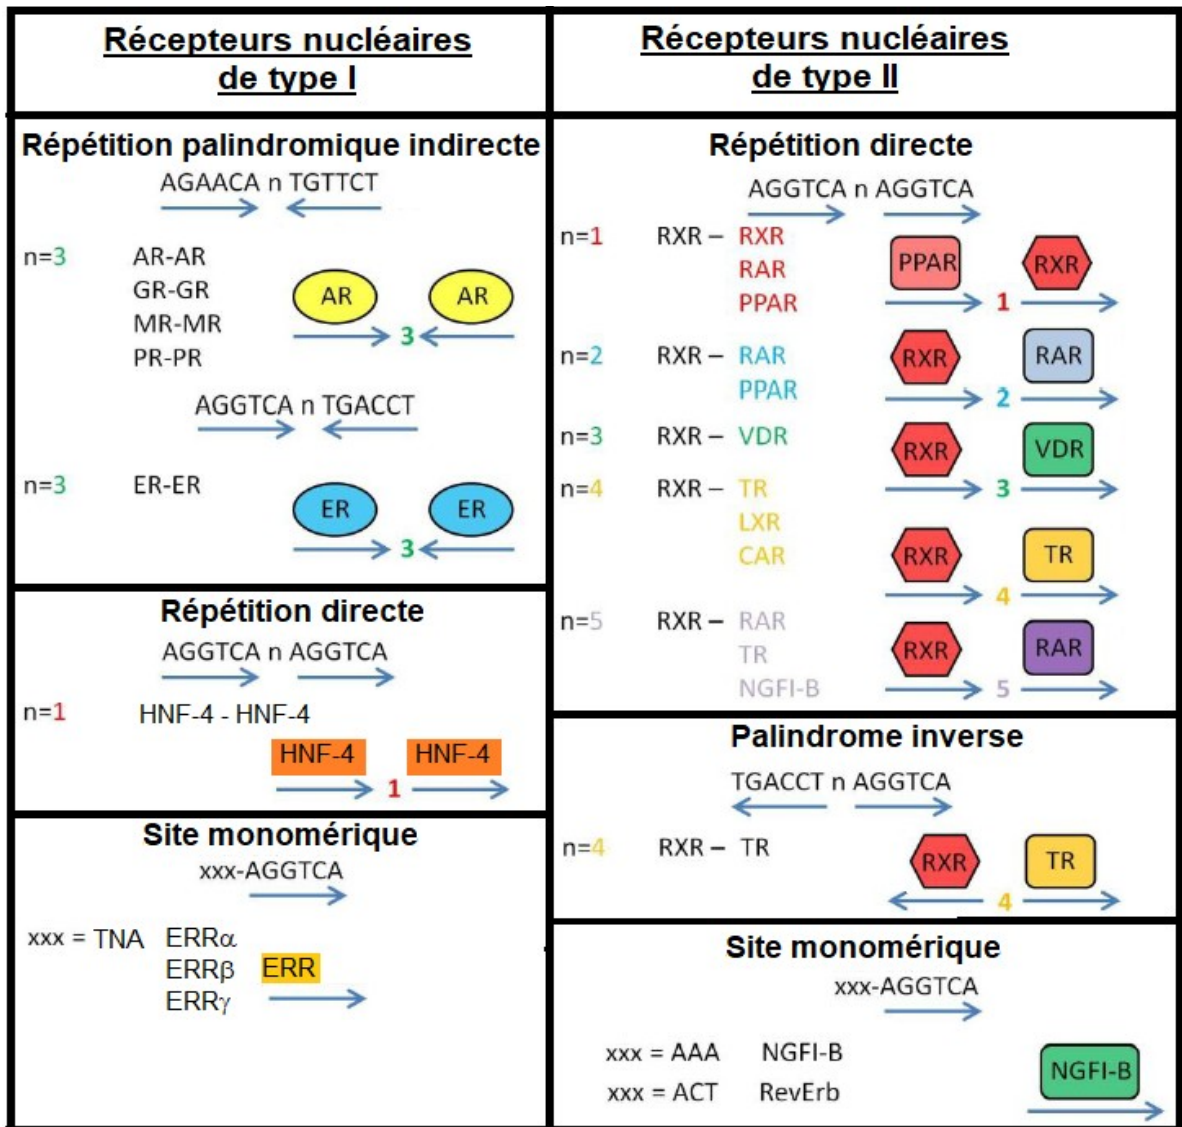 Récepteurs nucléaires
de type I
Répétition palindromique indirecte
AGAACA n TGTTCT
n=3 AR-AR
GR-GR
MR-MR
PR-PR
AR AR
3
AGGTCA n TGACCT
n=3 ER-ER
ER ER
3
Répétition directe
AGGTCA n AGGTCA
n=1 HNF-4 - HNF-4
HNF-4 HNF-4
1
Site monomérique
xxx-AGGTCA
xxx = TNA ERRα
ERRβ ERR
ERRγ
Récepteurs nucléaires
de type II
Répétition directe
AGGTCA n AGGTCA
n=1 RXR – RXR
RAR
PPAR
PPAR RXR
1
n=2 RXR – RAR
PPAR
RXR RAR
2
n=3 RXR – VDR
RXR VDR
3
n=4 RXR – TR
LXR
CAR
RXR TR
4
n=5 RXR – RAR
TR
NGFI-B
RXR RAR
5
Palindrome inverse
TGACCT n AGGTCA
n=4 RXR – TR
RXR TR
4
Site monomérique
xxx-AGGTCA
xxx = AAA NGFI-B
xxx = ACT RevErb
NGFI-B